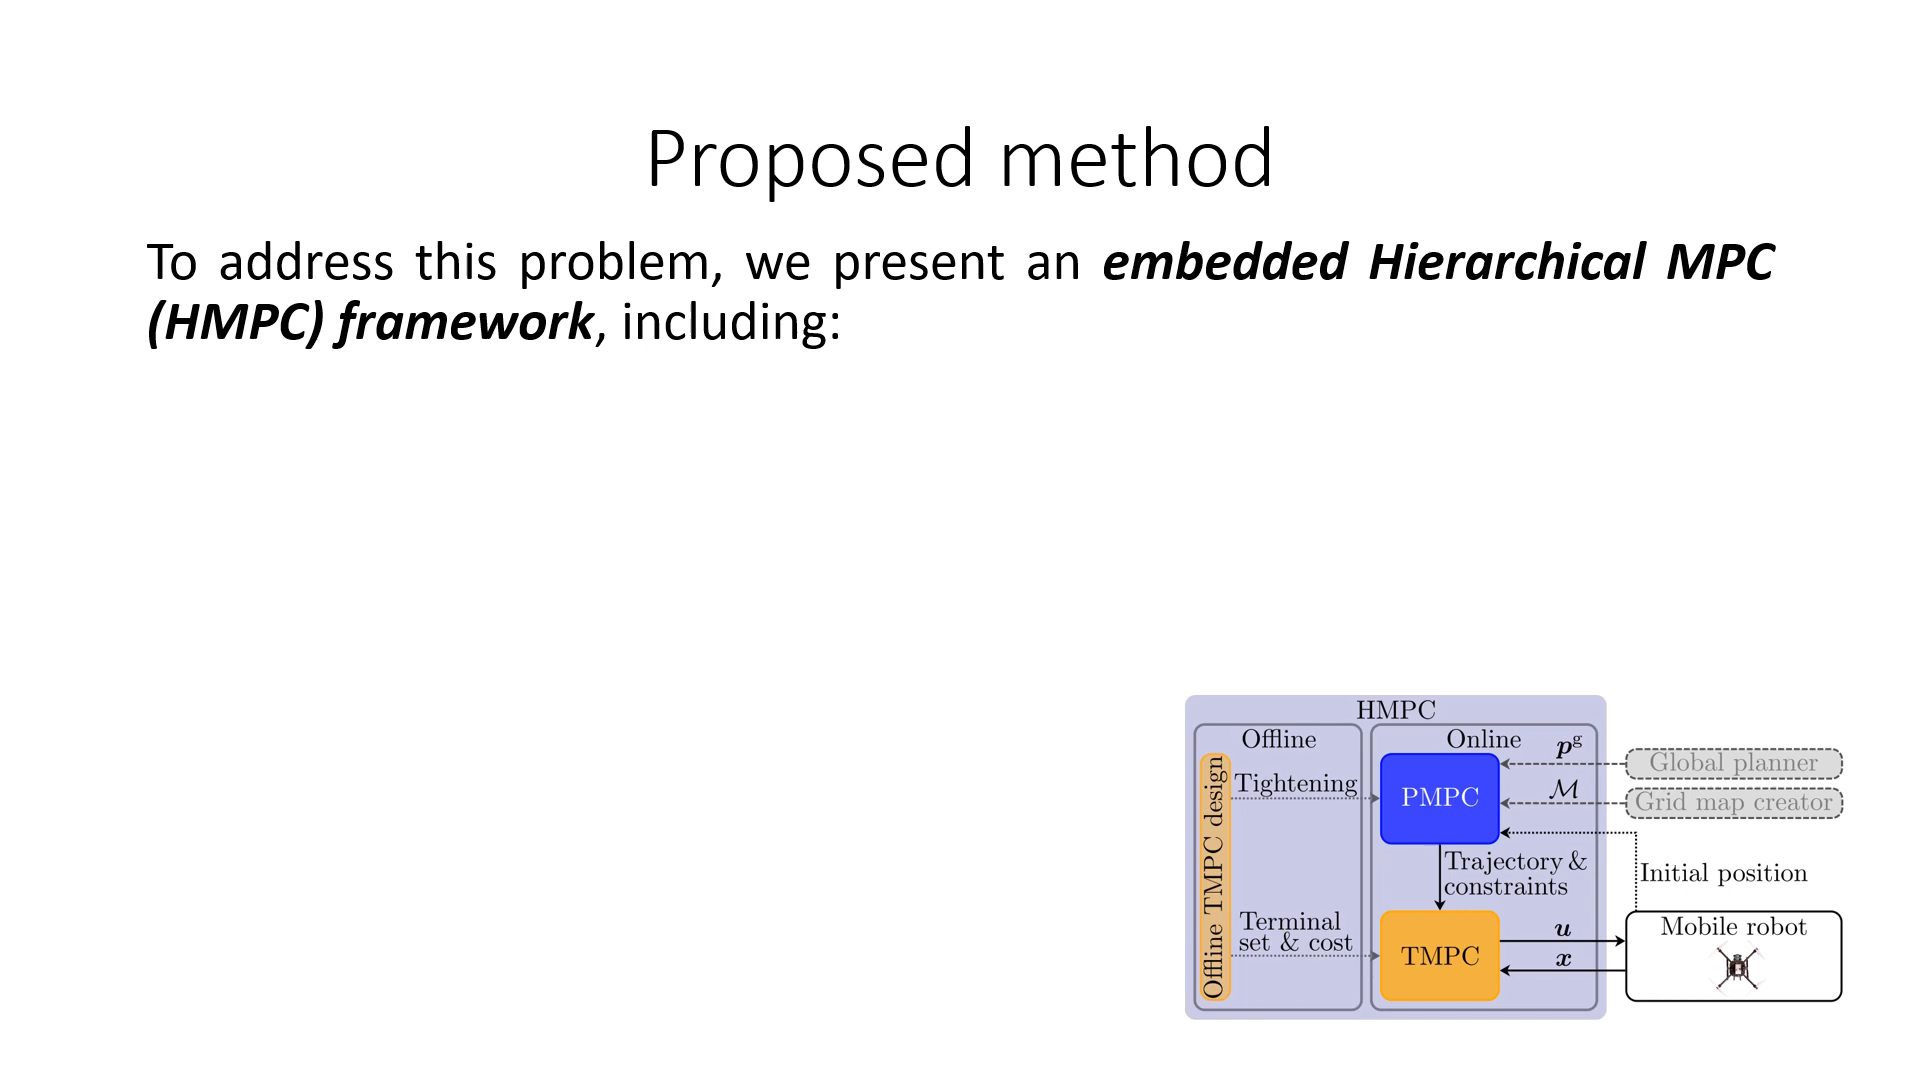 Proposed method
To address this problem, we present an embedded Hierarchical MPC
(HMPC) framework, including:
HMPC
Offline
Online
Offline TMPC design
Tightening
Terminal
set & cost
PMPC
Trajectory &
constraints
TMPC
pᵍ
ℳ
Global planner
Grid map creator
Initial position
u
x
Mobile robot